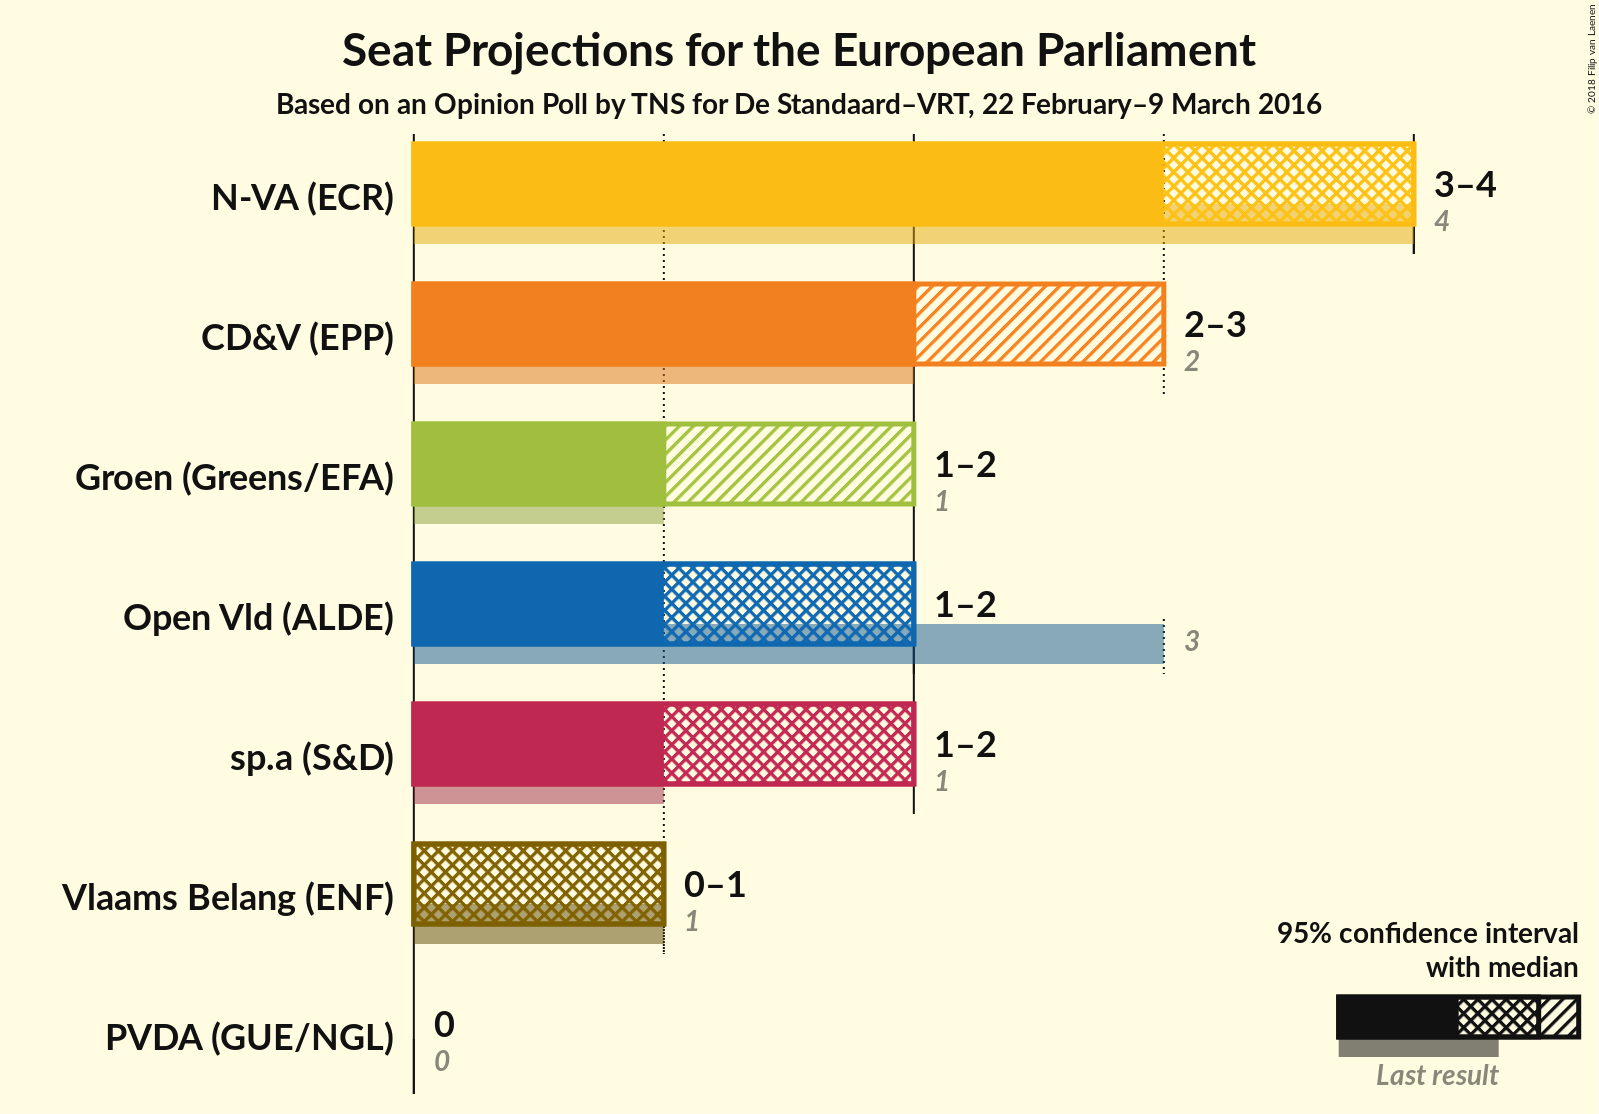 Seat Projections for the European Parliament
Based on an Opinion Poll by TNS for De Standaard–VRT, 22 February–9 March 2016
© 2018 Filip van Laenen
N-VA (ECR)
3–4
4
CD&V (EPP)
2–3
2
Groen (Greens/EFA)
1–2
1
Open Vld (ALDE)
1–2
3
sp.a (S&D)
1–2
1
Vlaams Belang (ENF)
0–1
1
PVDA (GUE/NGL)
0
0
95% confidence interval
with median
Last result